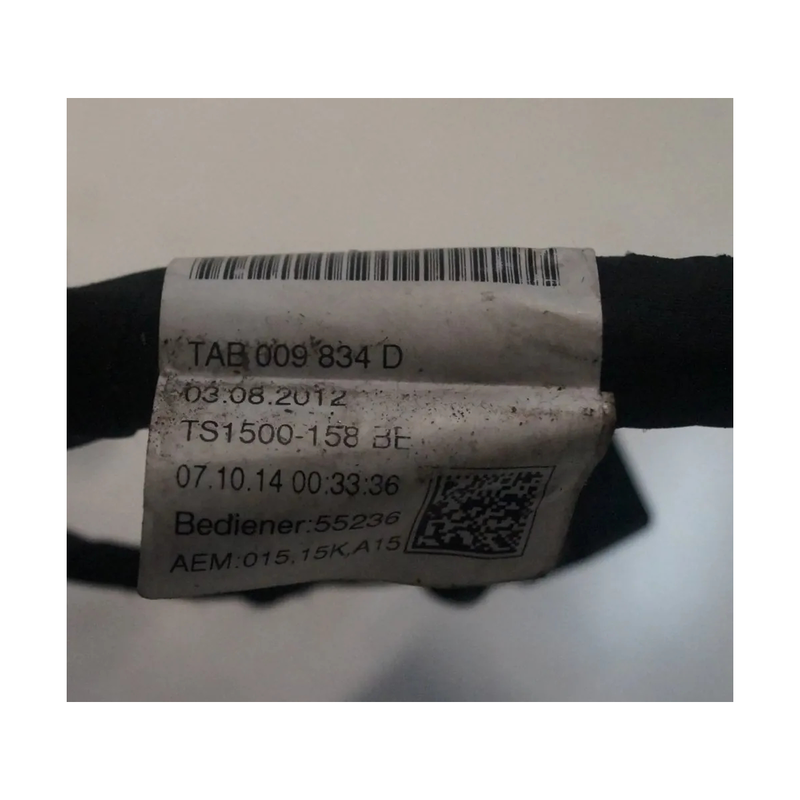 TAB 009 834 D
03.08.2012
TS1500-158 BE
07.10.14 00:33:36
Bediener:55236
AEM:015,15K,A15